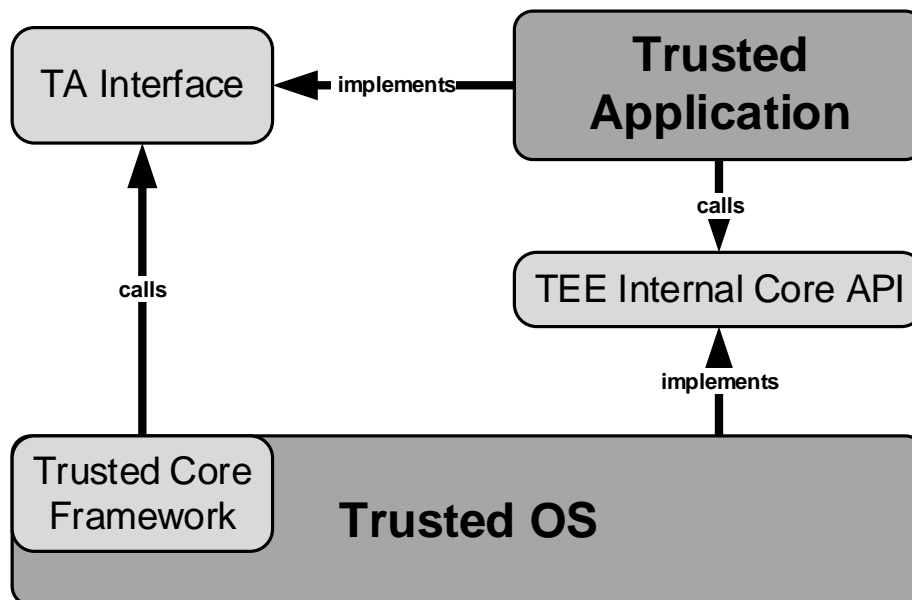 TA Interface
implements
Trusted
Application
calls
TEE Internal Core API
calls
implements
Trusted Core
Framework
Trusted OS